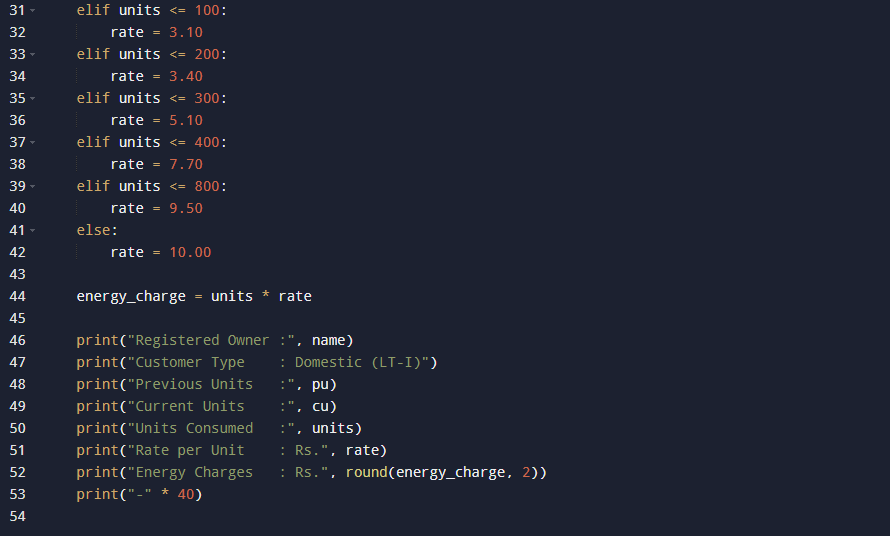 31 elif units <= 100:
32 rate = 3.10
33 elif units <= 200:
34 rate = 3.40
35 elif units <= 300:
36 rate = 5.10
37 elif units <= 400:
38 rate = 7.70
39 elif units <= 800:
40 rate = 9.50
41 else:
42 rate = 10.00
43
44 energy_charge = units * rate
45
46 print("Registered Owner :", name)
47 print("Customer Type    : Domestic (LT-I)")
48 print("Previous Units   :", pu)
49 print("Current Units    :", cu)
50 print("Units Consumed   :", units)
51 print("Rate per Unit    : Rs.", rate)
52 print("Energy Charges   : Rs.", round(energy_charge, 2))
53 print("-" * 40)
54